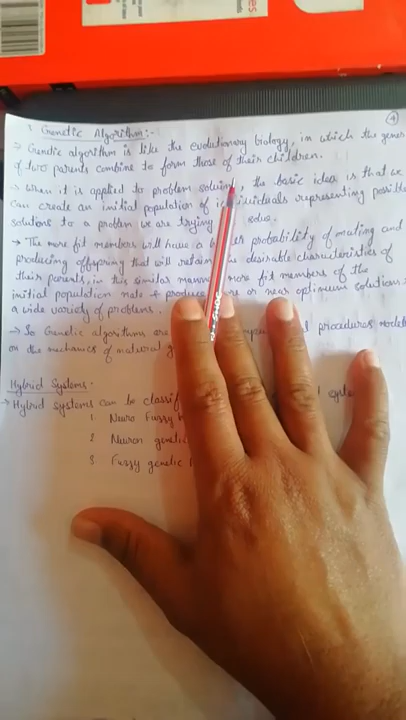 4
Genetic Algorithm:-
→ Genetic algorithm is like the evolutionary biology, in which the genes
of two parents combine to form those of their children.
→ When it is applied to problem solving, the basic idea is that we
can create an initial population of individuals representing possible
solutions to a problem we are trying solve.
→ The more fit members will have a probability of mating and
producing offspring that will retain the desirable characteristics of
their parents, in this similar manner more fit members of the
initial population mate + produce or near optimum solutions
a wide variety of problems.
→ So Genetic algorithms are procedures
on the mechanics of natural
Hybrid Systems:-
→ Hybrid systems can be
1 Neuro Fuzzy
2 Neuron genetic
3 Fuzzy genetic